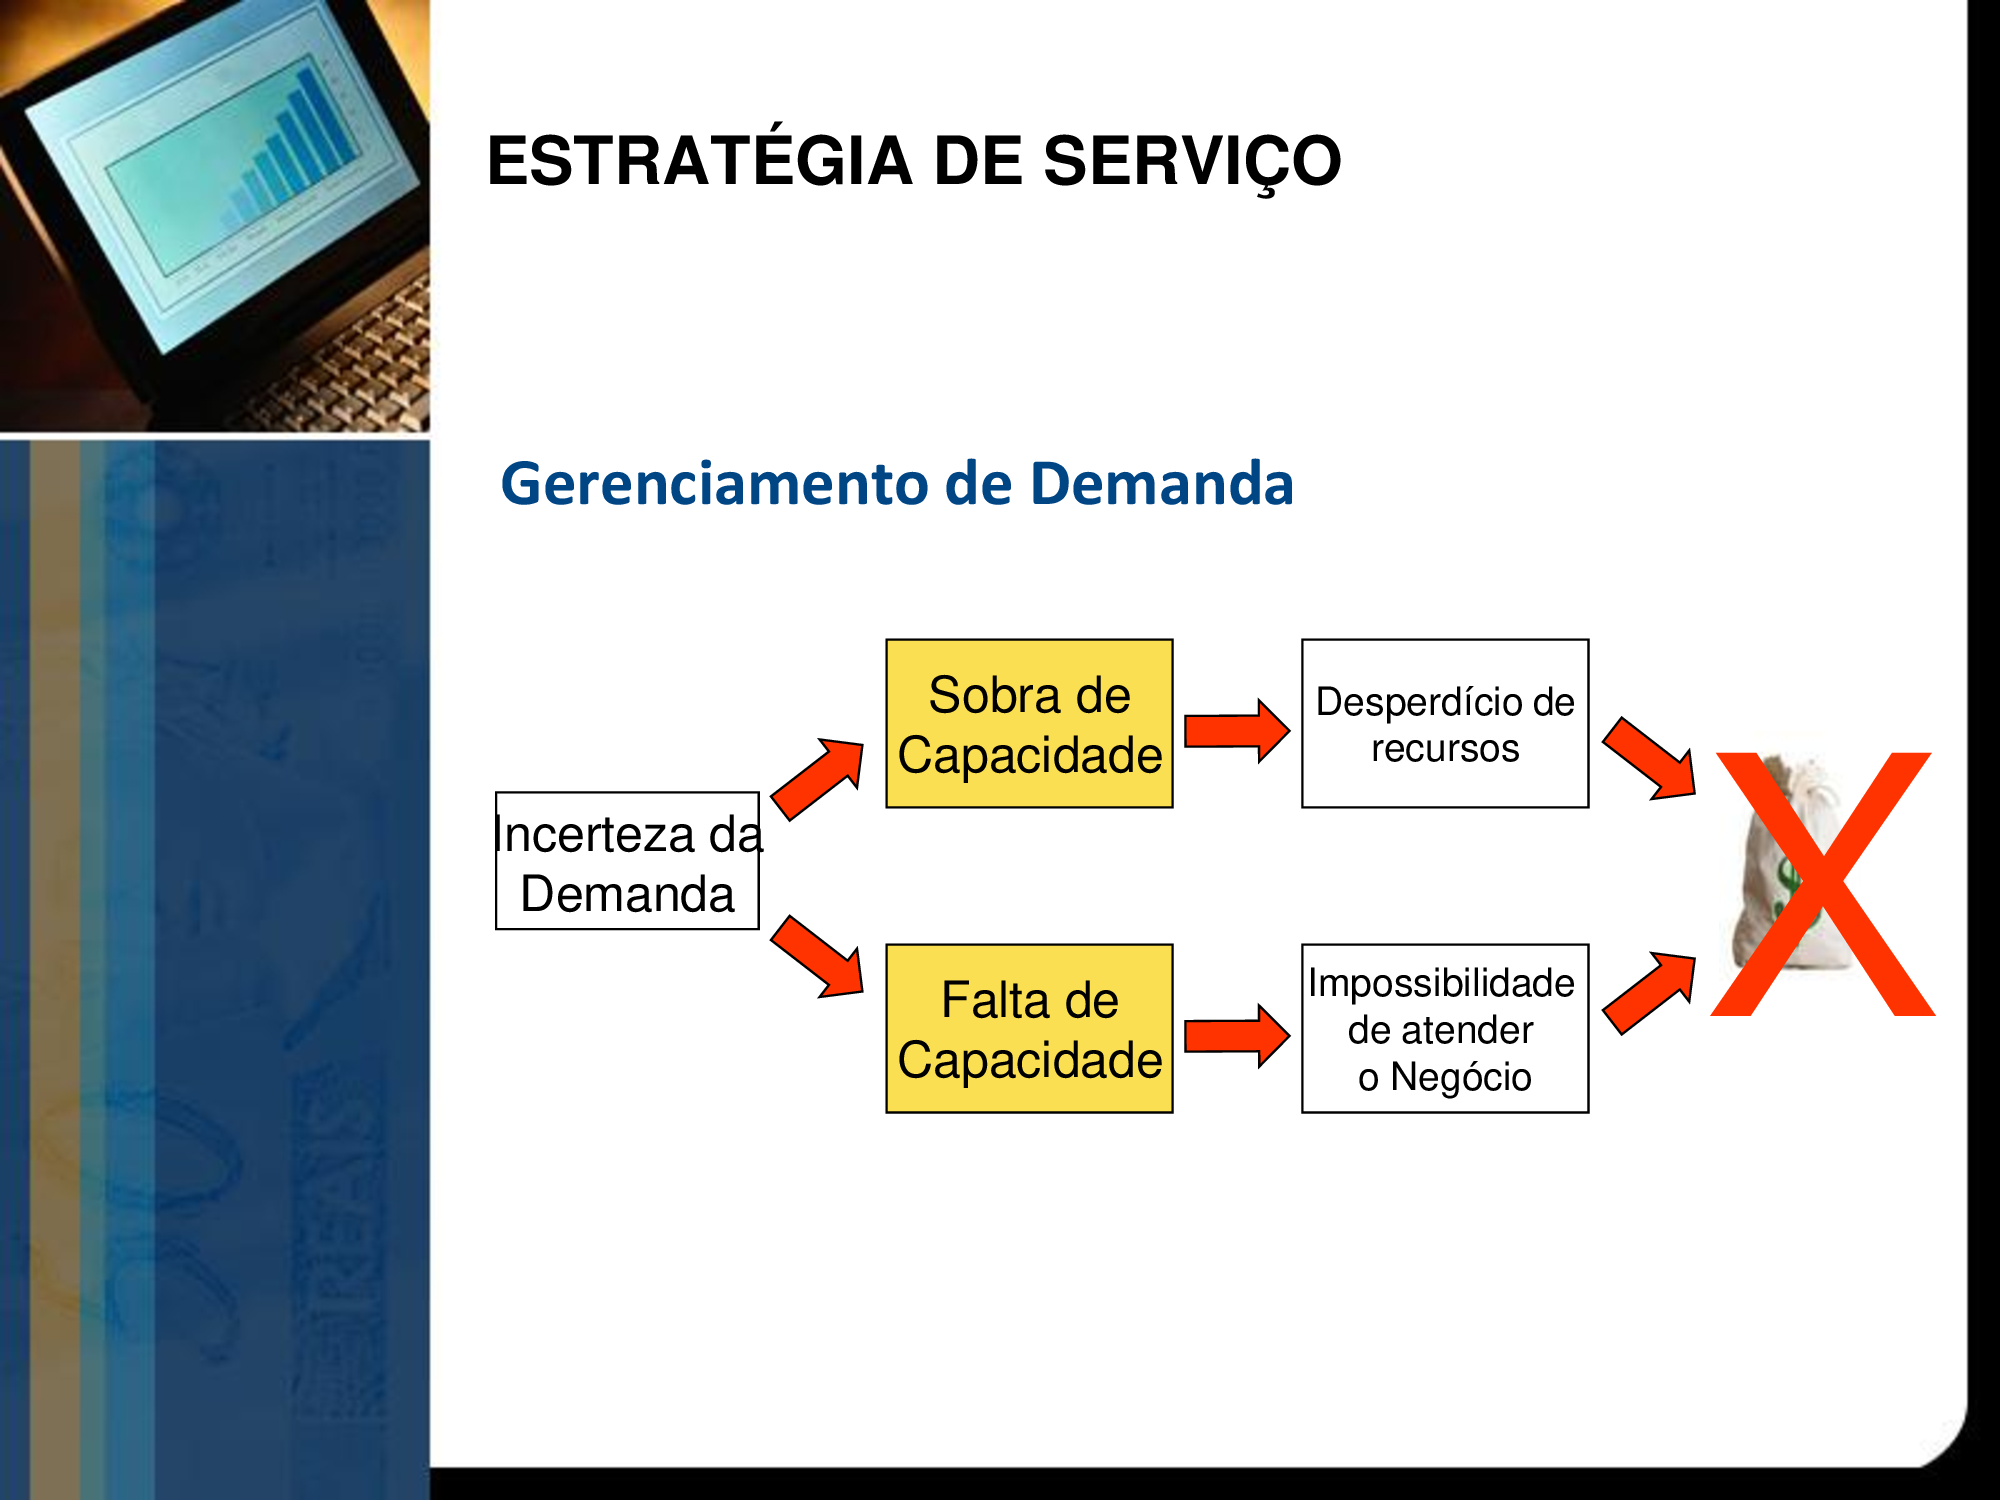 ESTRATÉGIA DE SERVIÇO
Gerenciamento de Demanda
Incerteza da
Demanda
Sobra de
Capacidade
Desperdício de
recursos
Falta de
Capacidade
Impossibilidade
de atender
o Negócio
$
X
REAIS